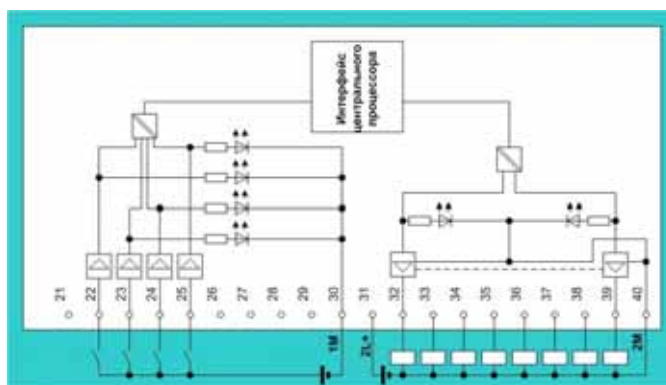 Интерфейс
центрального
процессора
21 22 23 24 25 26 27 28 29 30 31 32 33 34 35 36 37 38 39 40
1M 2L+ 2M